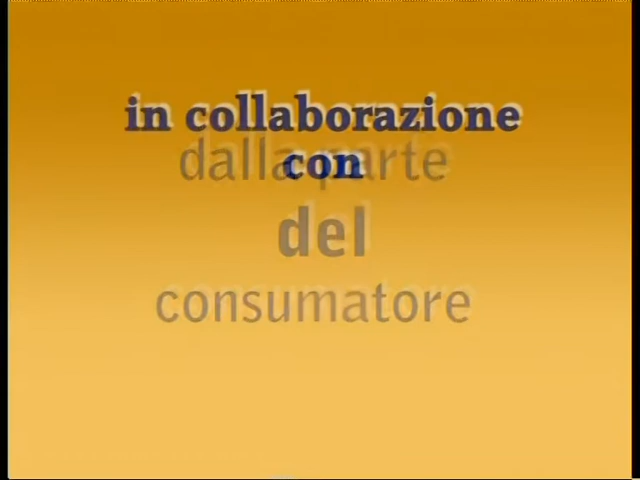 in collaborazione
dalla parte
con
del
consumatore